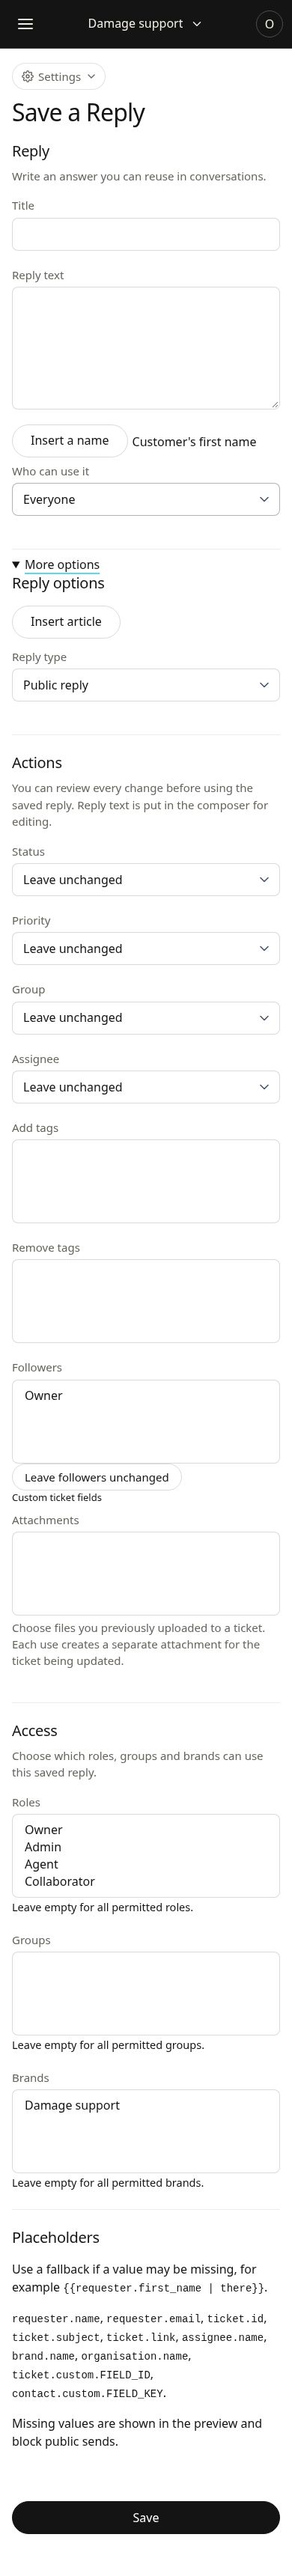 Damage support
O
Settings
Save a Reply
Reply
Write an answer you can reuse in conversations.
Title
Reply text
Insert a name
Customer's first name
Who can use it
Everyone
More options
Reply options
Insert article
Reply type
Public reply
Actions
You can review every change before using the
saved reply. Reply text is put in the composer for
editing.
Status
Leave unchanged
Priority
Leave unchanged
Group
Leave unchanged
Assignee
Leave unchanged
Add tags
Remove tags
Followers
Owner
Leave followers unchanged
Custom ticket fields
Attachments
Choose files you previously uploaded to a ticket.
Each use creates a separate attachment for the
ticket being updated.
Access
Choose which roles, groups and brands can use
this saved reply.
Roles
Owner
Admin
Agent
Collaborator
Leave empty for all permitted roles.
Groups
Leave empty for all permitted groups.
Brands
Damage support
Leave empty for all permitted brands.
Placeholders
Use a fallback if a value may be missing, for
example {{requester.first_name | there}}.
requester.name, requester.email, ticket.id,
ticket.subject, ticket.link, assignee.name,
brand.name, organisation.name,
ticket.custom.FIELD_ID,
contact.custom.FIELD_KEY.
Missing values are shown in the preview and
block public sends.
Save